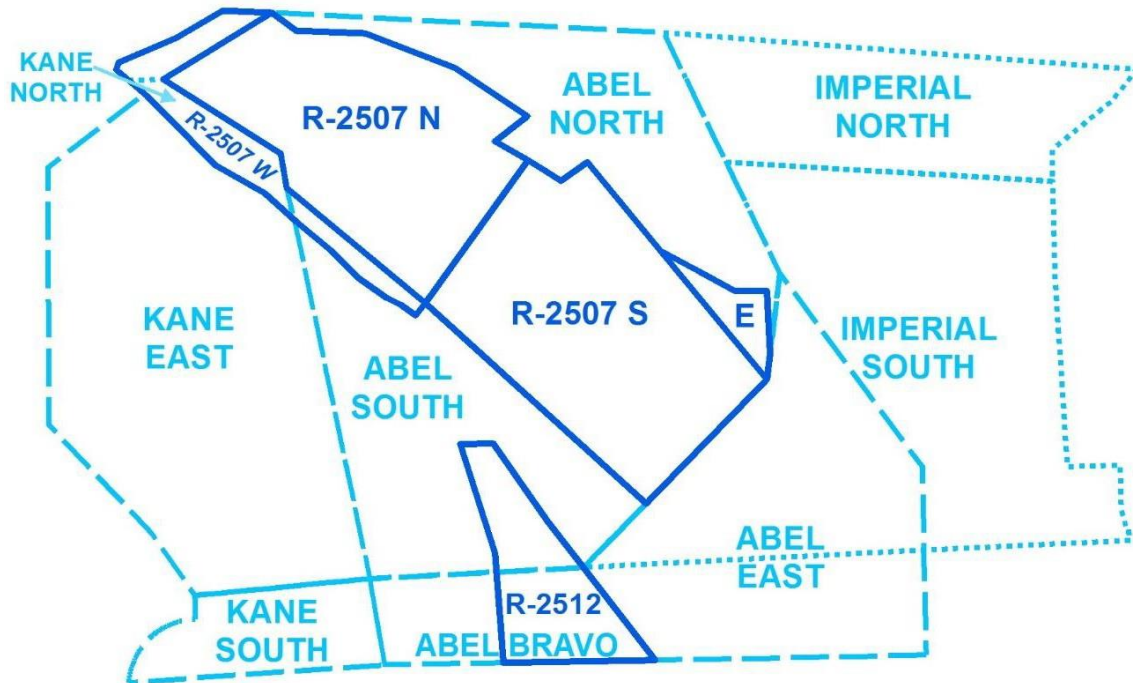 KANE
NORTH
R-2507 W
R-2507 N
ABEL
NORTH
IMPERIAL
NORTH
KANE
EAST
ABEL
SOUTH
R-2507 S
E
IMPERIAL
SOUTH
ABEL
EAST
KANE
SOUTH
R-2512
ABEL BRAVO